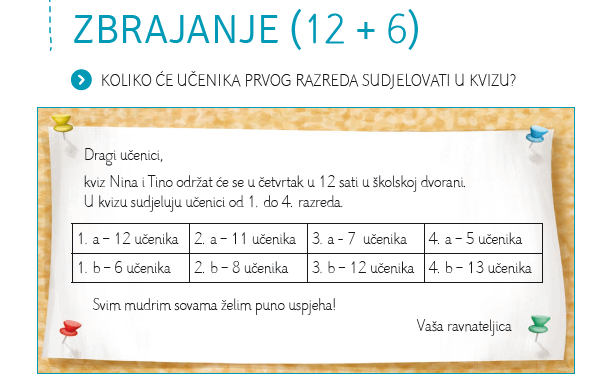 ZBRAJANJE (12 + 6)
KOLIKO ĆE UČENIKA PRVOG RAZREDA SUDJELOVATI U KVIZU?
Dragi učenici,
kviz Nina i Tino održat će se u četvrtak u 12 sati u školskoj dvorani.
U kvizu sudjeluju učenici od 1. do 4. razreda.
1. a – 12 učenika 2. a – 11 učenika 3. a - 7 učenika 4. a – 5 učenika
1. b – 6 učenika 2. b – 8 učenika 3. b – 12 učenika 4. b – 13 učenika
Svim mudrim sovama želim puno uspjeha!
Vaša ravnateljica